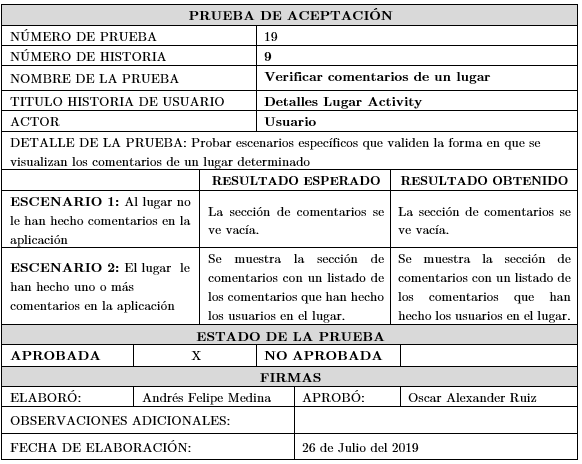 PRUEBA DE ACEPTACIÓN
NÚMERO DE PRUEBA 19
NÚMERO DE HISTORIA 9
NOMBRE DE LA PRUEBA Verificar comentarios de un lugar
TITULO HISTORIA DE USUARIO Detalles Lugar Activity
ACTOR Usuario
DETALLE DE LA PRUEBA: Probar escenarios específicos que validen la forma en que se
visualizan los comentarios de un lugar determinado
RESULTADO ESPERADO RESULTADO OBTENIDO
ESCENARIO 1: Al lugar no
le han hecho comentarios en la
aplicación
La sección de comentarios se
ve vacía.
La sección de comentarios se
ve vacía.
ESCENARIO 2: El lugar le
han hecho uno o más
comentarios en la aplicación
Se muestra la sección de
comentarios con un listado de
los comentarios que han hecho
los usuarios en el lugar.
Se muestra la sección de
comentarios con un listado de
los comentarios que han
hecho los usuarios en el lugar.
ESTADO DE LA PRUEBA
APROBADA X NO APROBADA
FIRMAS
ELABORÓ: Andrés Felipe Medina APROBÓ: Oscar Alexander Ruiz
OBSERVACIONES ADICIONALES:
FECHA DE ELABORACIÓN: 26 de Julio del 2019